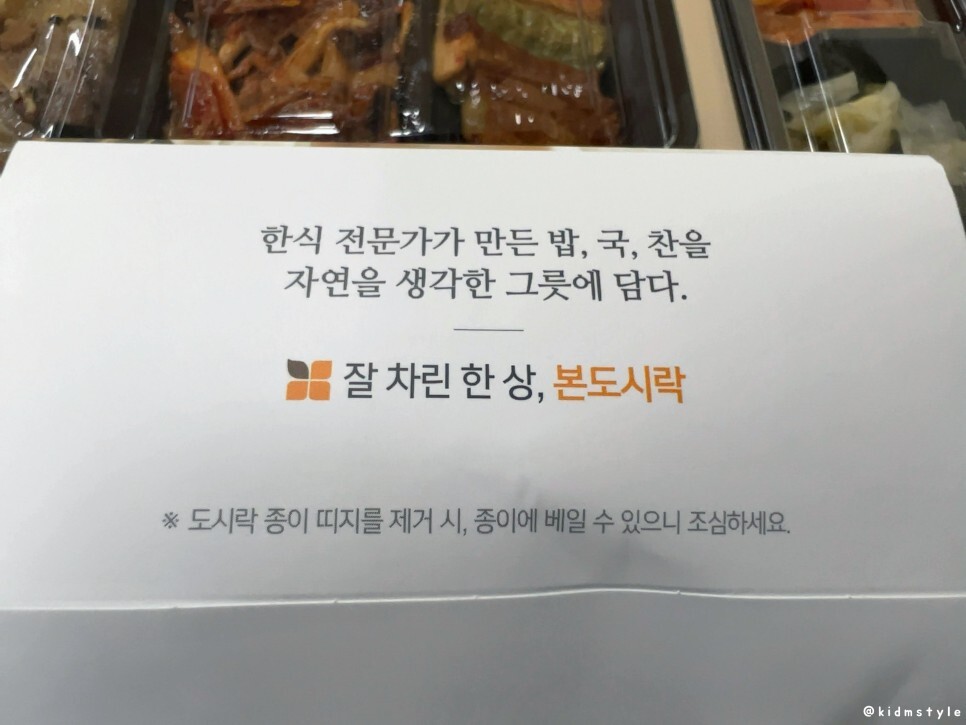 한식 전문가가 만든 밥, 국, 찬을
자연을 생각한 그릇에 담다.
잘 차린 한 상, 본도시락
※ 도시락 종이 띠지를 제거 시, 종이에 베일 수 있으니 조심하세요.
@kidmstyle